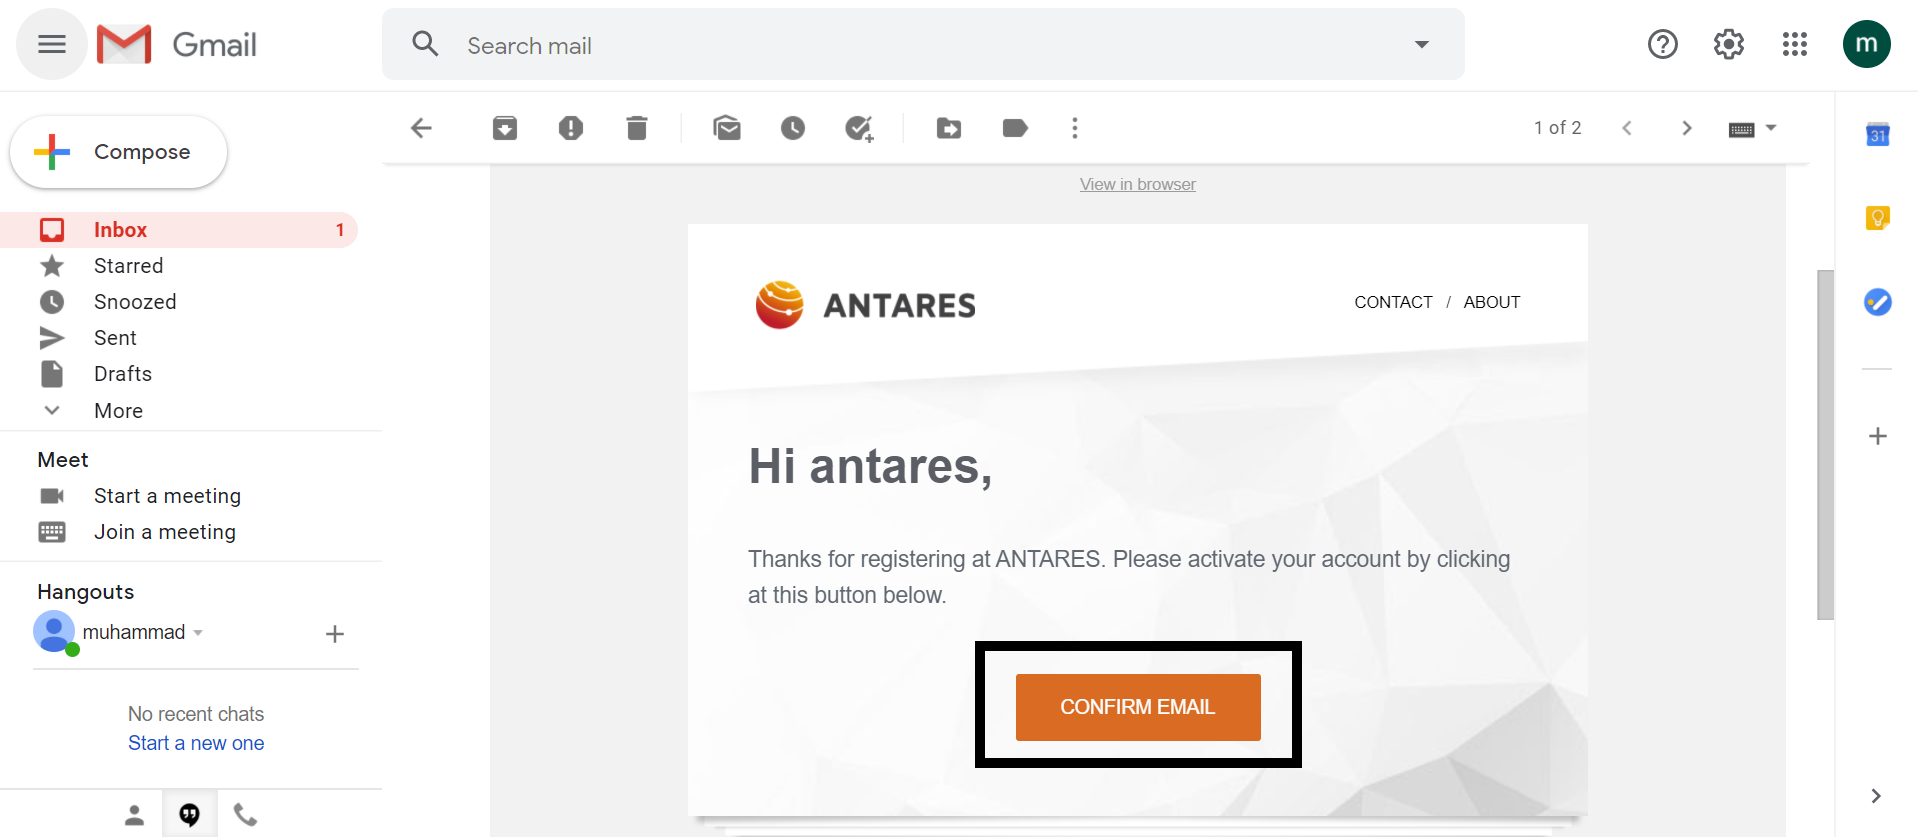 Gmail
Search mail
m
Compose
1 of 2
31
View in browser
Inbox 1
Starred
Snoozed
Sent
Drafts
More
Meet
Start a meeting
Join a meeting
Hangouts
muhammad
No recent chats
Start a new one
ANTARES
CONTACT / ABOUT
Hi antares,
Thanks for registering at ANTARES. Please activate your account by clicking
at this button below.
CONFIRM EMAIL